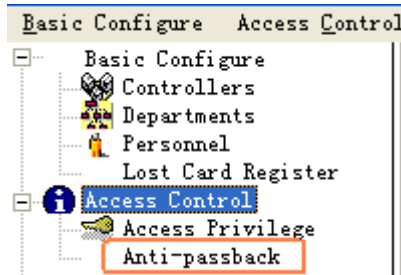 Basic Configure Access Control
Basic Configure
Controllers
Departments
Personnel
Lost Card Register
Access Control
Access Privilege
Anti-passback